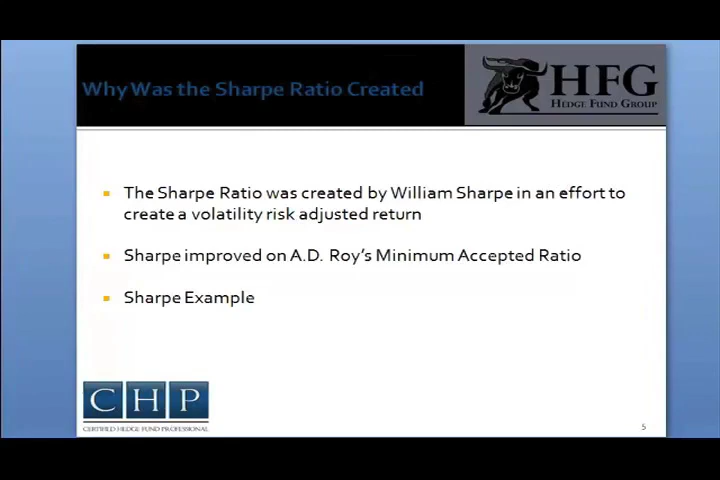 Why Was the Sharpe Ratio Created
HFG
HEDGE FUND GROUP
The Sharpe Ratio was created by William Sharpe in an effort to
create a volatility risk adjusted return
Sharpe improved on A.D. Roy's Minimum Accepted Ratio
Sharpe Example
CHP
CERTIFIED HEDGE FUND PROFESSIONAL
5